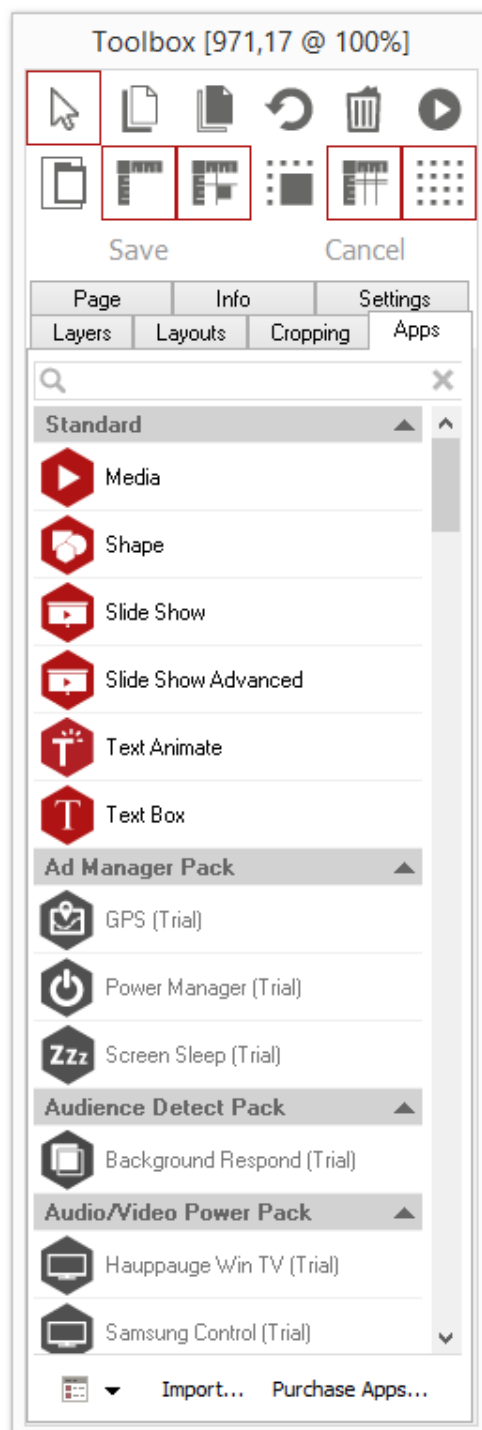 Toolbox [971,17 @ 100%]
Save Cancel
Page Info Settings
Layers Layouts Cropping Apps
Standard
Media
Shape
Slide Show
Slide Show Advanced
T Text Animate
T Text Box
Ad Manager Pack
GPS (Trial)
Power Manager (Trial)
Zzz Screen Sleep (Trial)
Audience Detect Pack
Background Respond (Trial)
Audio/Video Power Pack
Hauppauge Win TV (Trial)
Samsung Control (Trial)
Import... Purchase Apps...